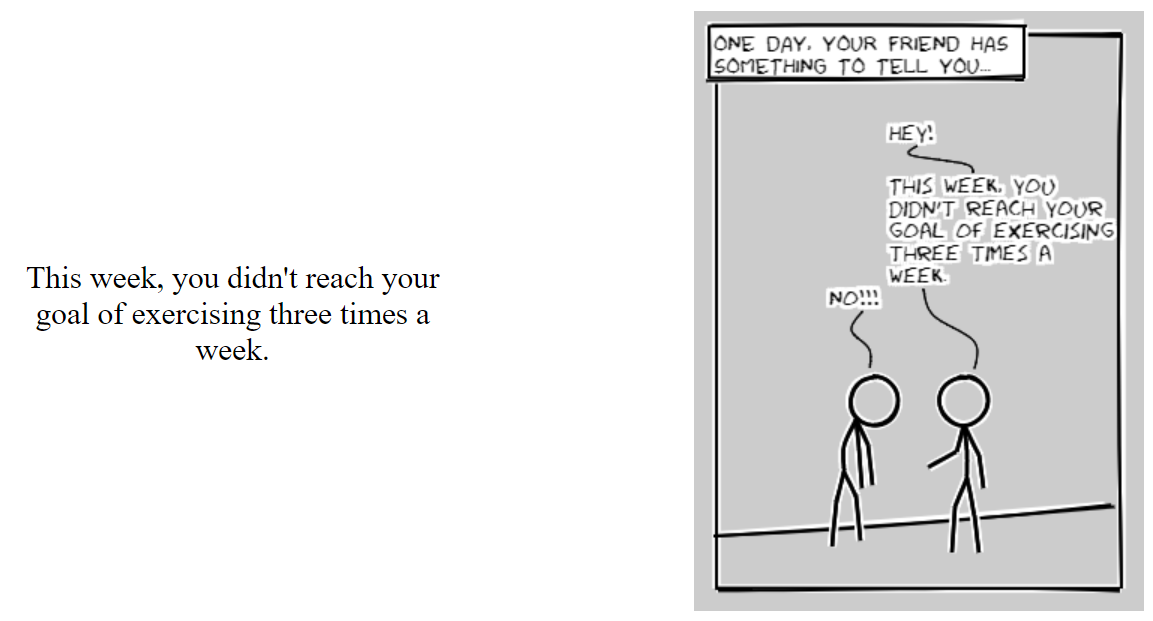 This week, you didn't reach your
goal of exercising three times a
week.
ONE DAY, YOUR FRIEND HAS
SOMETHING TO TELL YOU...
HEY!
THIS WEEK, YOU
DIDN'T REACH YOUR
GOAL OF EXERCISING
THREE TIMES A
WEEK.
NO!!!